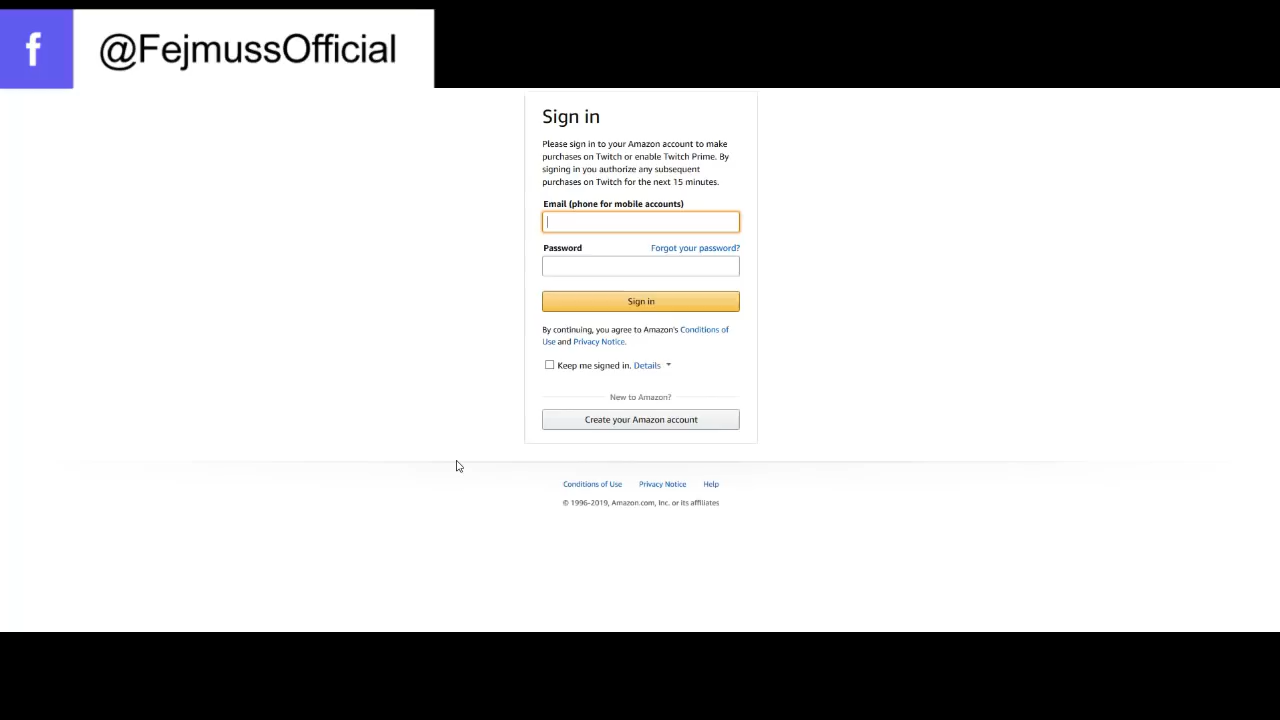 f @FejmussOfficial
Sign in
Please sign in to your Amazon account to make
purchases on Twitch or enable Twitch Prime. By
signing in you authorize any subsequent
purchases on Twitch for the next 15 minutes.
Email (phone for mobile accounts)
Password Forgot your password?
Sign in
By continuing, you agree to Amazon's Conditions of
Use and Privacy Notice.
Keep me signed in. Details
New to Amazon?
Create your Amazon account
Conditions of Use Privacy Notice Help
© 1996-2019, Amazon.com, Inc. or its affiliates